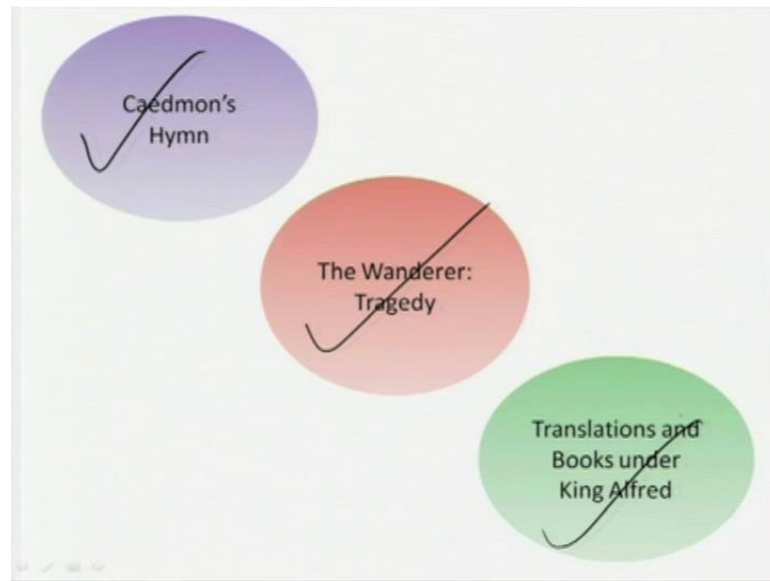 Caedmon's
Hymn
The Wanderer:
Tragedy
Translations and
Books under
King Alfred